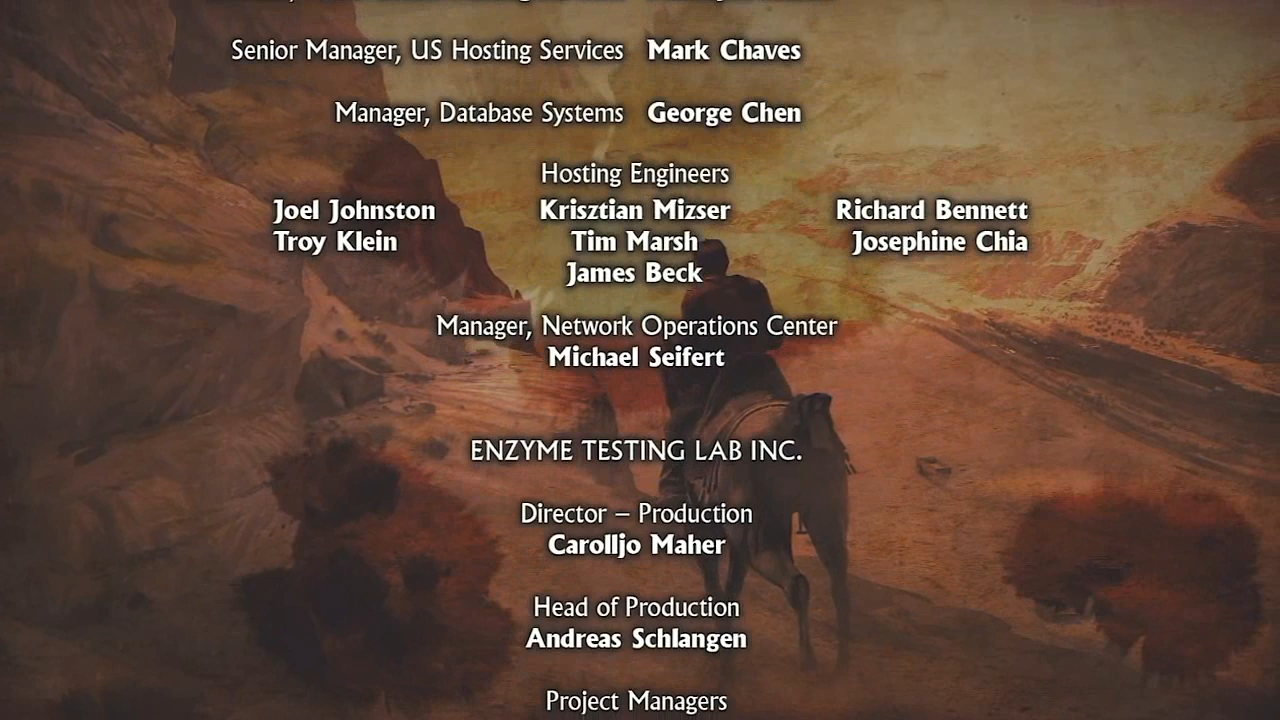 Senior Manager, US Hosting Services Mark Chaves
Manager, Database Systems George Chen
Hosting Engineers
Joel Johnston Krisztian Mizser Richard Bennett
Troy Klein Tim Marsh Josephine Chia
James Beck
Manager, Network Operations Center
Michael Seifert
ENZYME TESTING LAB INC.
Director – Production
Carolljo Maher
Head of Production
Andreas Schlangen
Project Managers